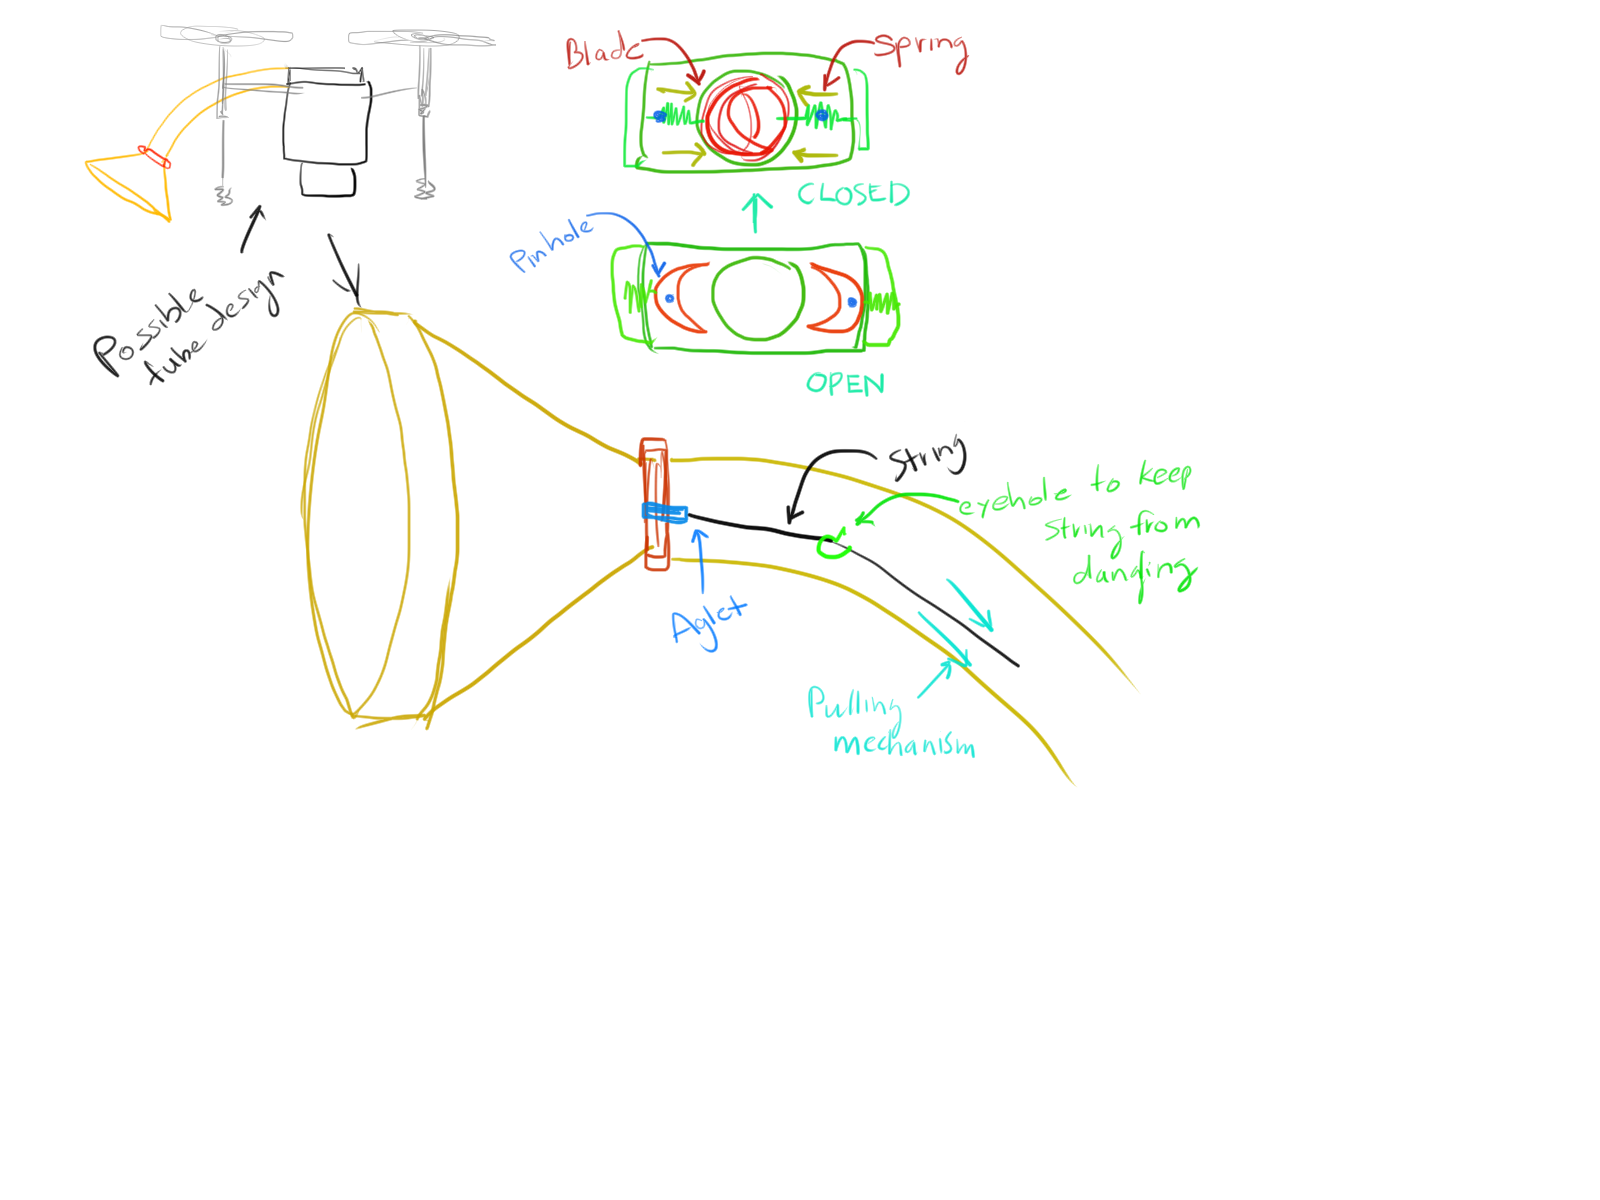 Blade
Spring
CLOSED
Pinhole
OPEN
Possible
tube design
String
eyehole to keep
string from
dangling
Aglet
Pulling
mechanism